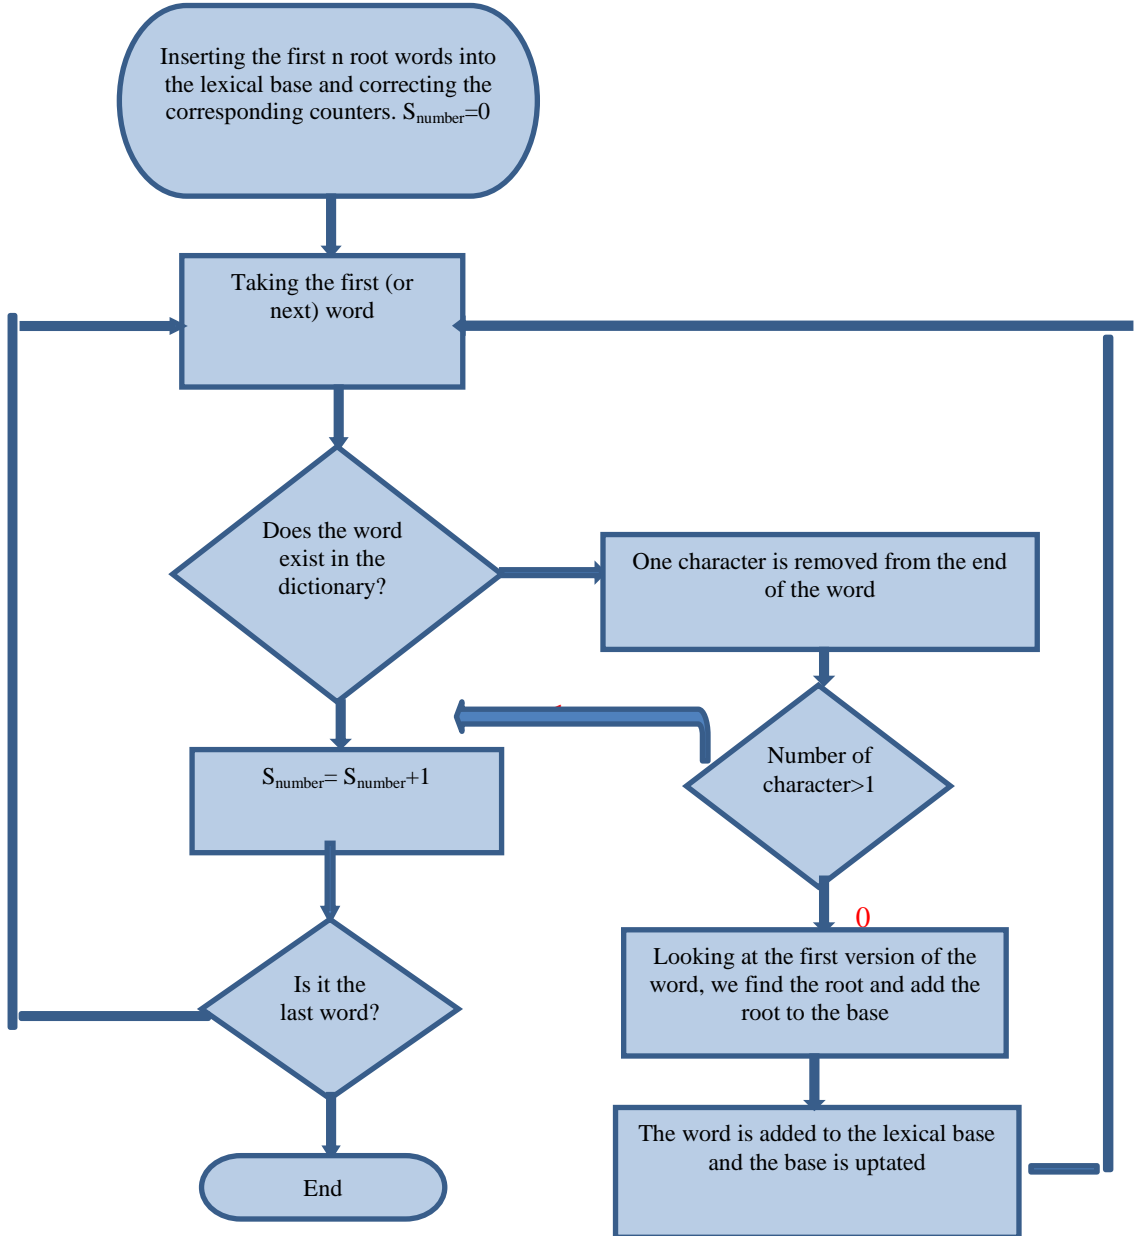 Inserting the first n root words into
the lexical base and correcting the
corresponding counters. Snumber=0
Taking the first (or
next) word
Does the word
exist in the
dictionary?
One character is removed from the end
of the word
Number of
character>1
Snumber= Snumber+1
0
Looking at the first version of the
word, we find the root and add the
root to the base
Is it the
last word?
The word is added to the lexical base
and the base is uptated
End